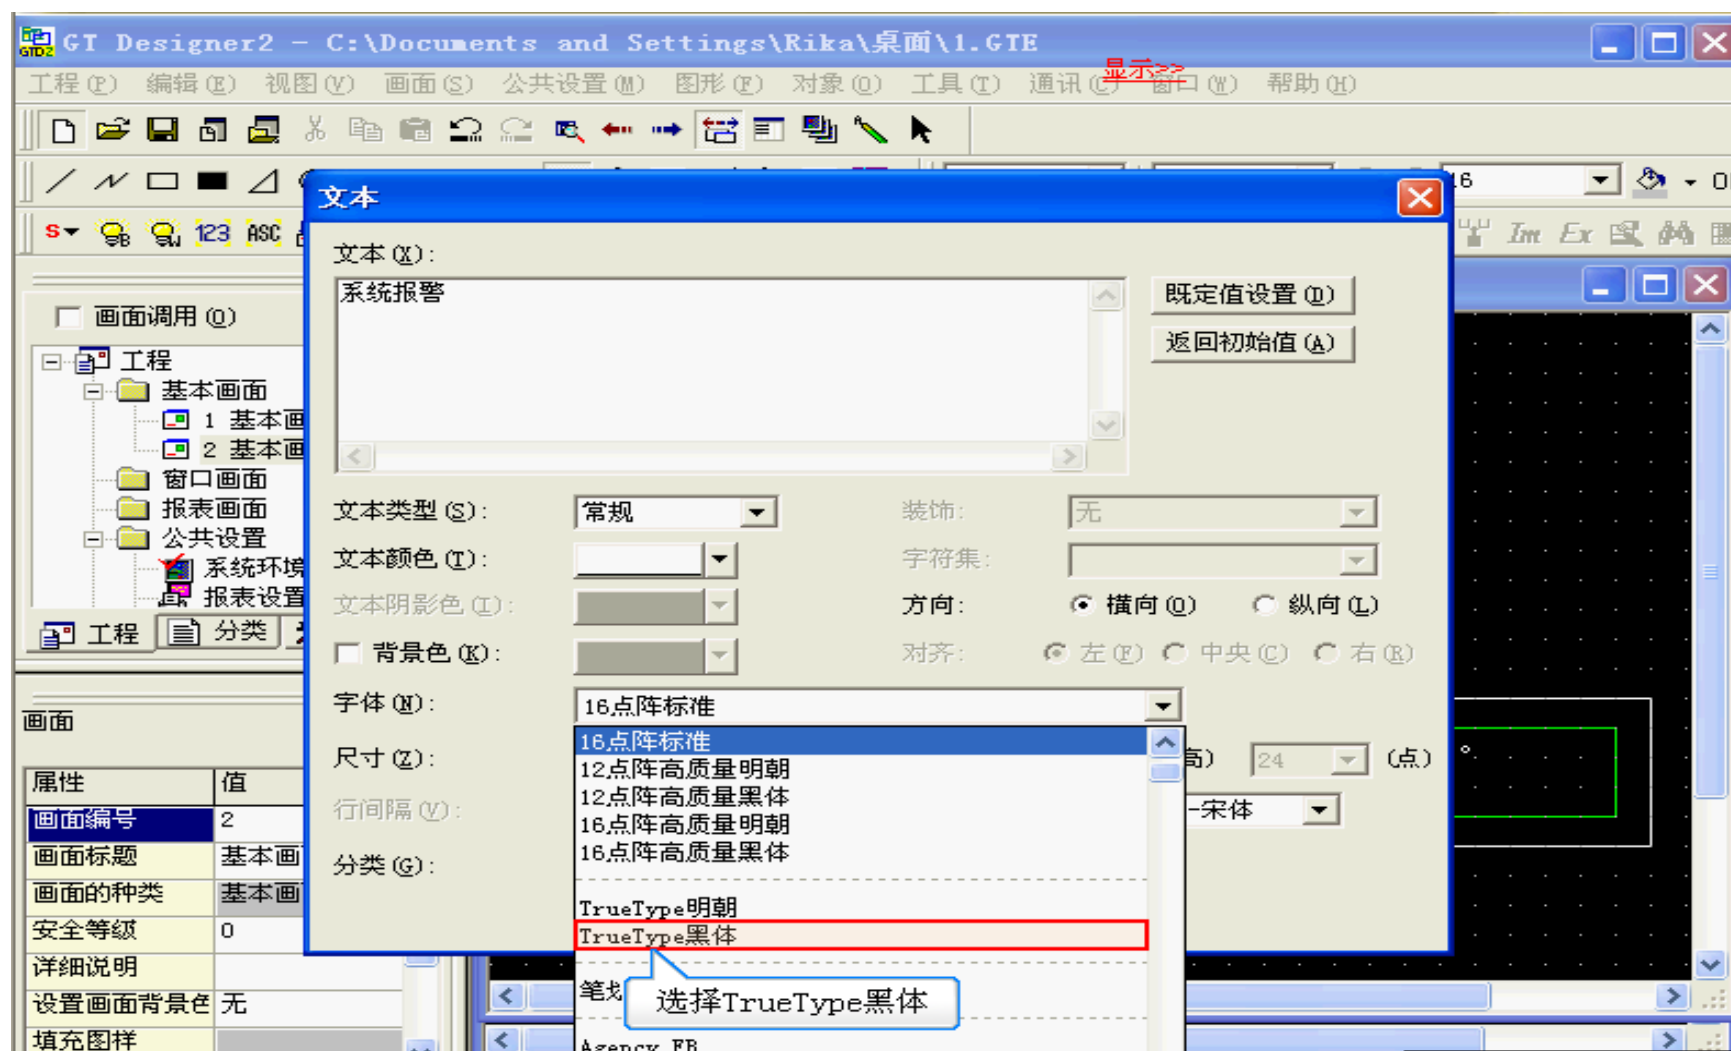 GT Designer2 - C:\Documents and Settings\Rika\桌面\1.GTE
工程(P) 编辑(E) 视图(V) 画面(S) 公共设置(M) 图形(F) 对象(O) 工具(T) 通讯(C) 窗口(W) 帮助(H)
显示>>
16
S 123 ASC
Im Ex
文本
文本(X):
系统报警
既定值设置(D)
返回初始值(A)
画面调用(O)
工程
基本画面
1 基本画
2 基本画
窗口画面
报表画面
公共设置
系统环境
报表设置
工程 分类
文本类型(S): 常规 装饰: 无
文本颜色(T): 字符集:
文本阴影色(I): 方向: 横向(O) 纵向(L)
背景色(K): 对齐: 左(F) 中央(C) 右(R)
字体(N): 16点阵标准
尺寸(Z): 高) 24 (点)
行间隔(V): -宋体
分类(G):
16点阵标准
12点阵高质量明朝
12点阵高质量黑体
16点阵高质量明朝
16点阵高质量黑体
TrueType明朝
TrueType黑体
选择TrueType黑体
Agency FB
画面
属性 值
画面编号 2
画面标题 基本画
画面的种类 基本画
安全等级 0
详细说明
设置画面背景色 无
填充图样